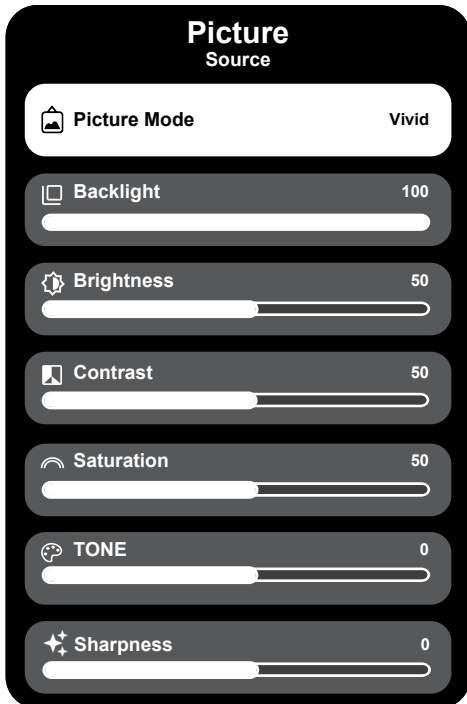 Picture
Source
Picture Mode Vivid
Backlight 100
Brightness 50
Contrast 50
Saturation 50
TONE 0
Sharpness 0